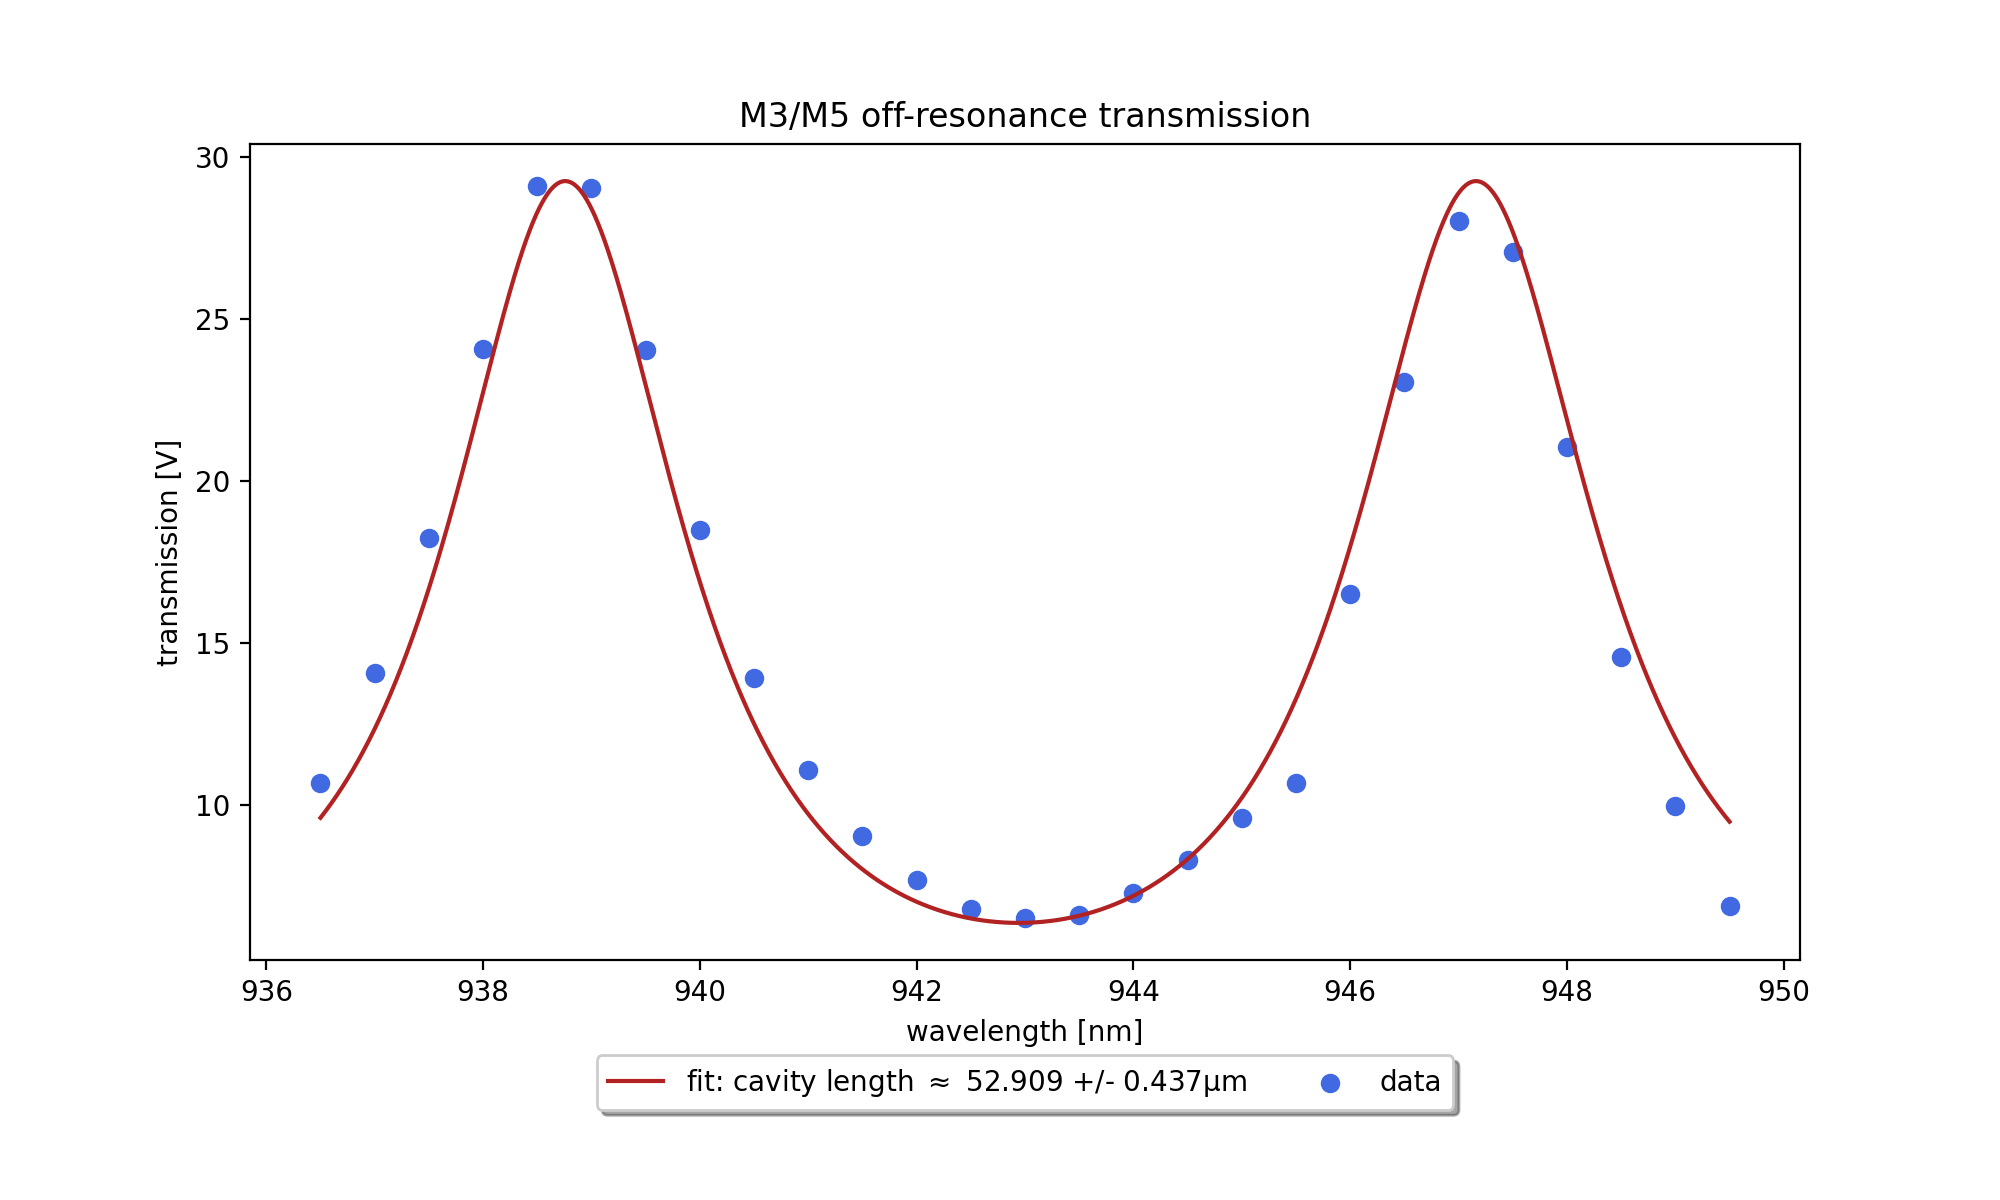 M3/M5 off-resonance transmission
30
25
20
15
10
transmission [V]
936 938 940 942 944 946 948 950
wavelength [nm]
fit: cavity length ≈ 52.909 +/- 0.437μm data